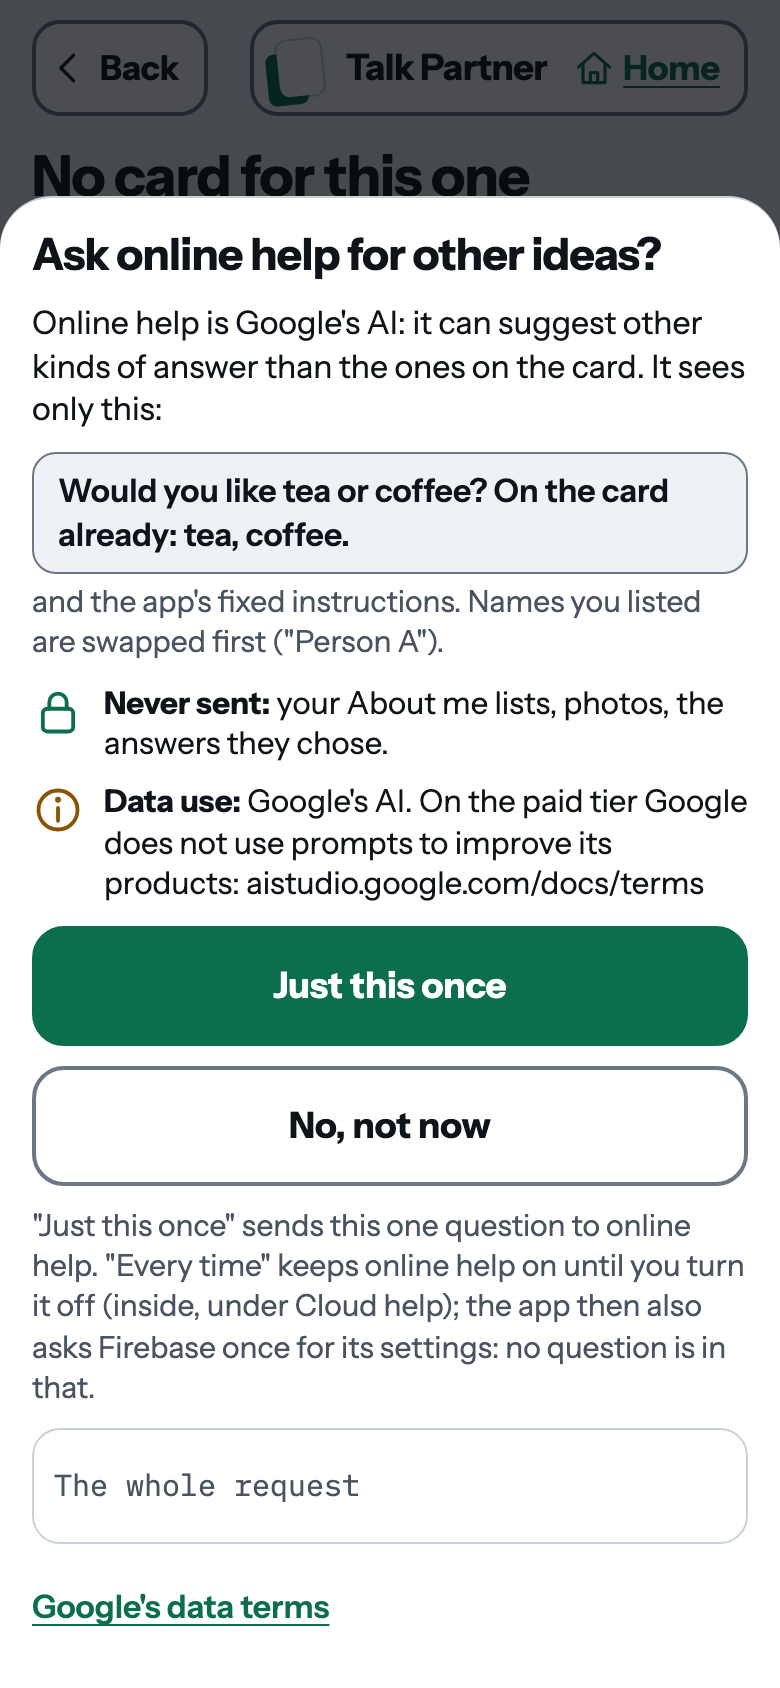 Back
Talk Partner
Home
No card for this one
Ask online help for other ideas?
Online help is Google's AI: it can suggest other
kinds of answer than the ones on the card. It sees
only this:
Would you like tea or coffee? On the card
already: tea, coffee.
and the app's fixed instructions. Names you listed
are swapped first ("Person A").
Never sent: your About me lists, photos, the
answers they chose.
Data use: Google's AI. On the paid tier Google
does not use prompts to improve its
products: aistudio.google.com/docs/terms
Just this once
No, not now
"Just this once" sends this one question to online
help. "Every time" keeps online help on until you turn
it off (inside, under Cloud help); the app then also
asks Firebase once for its settings: no question is in
that.
The whole request
Google's data terms